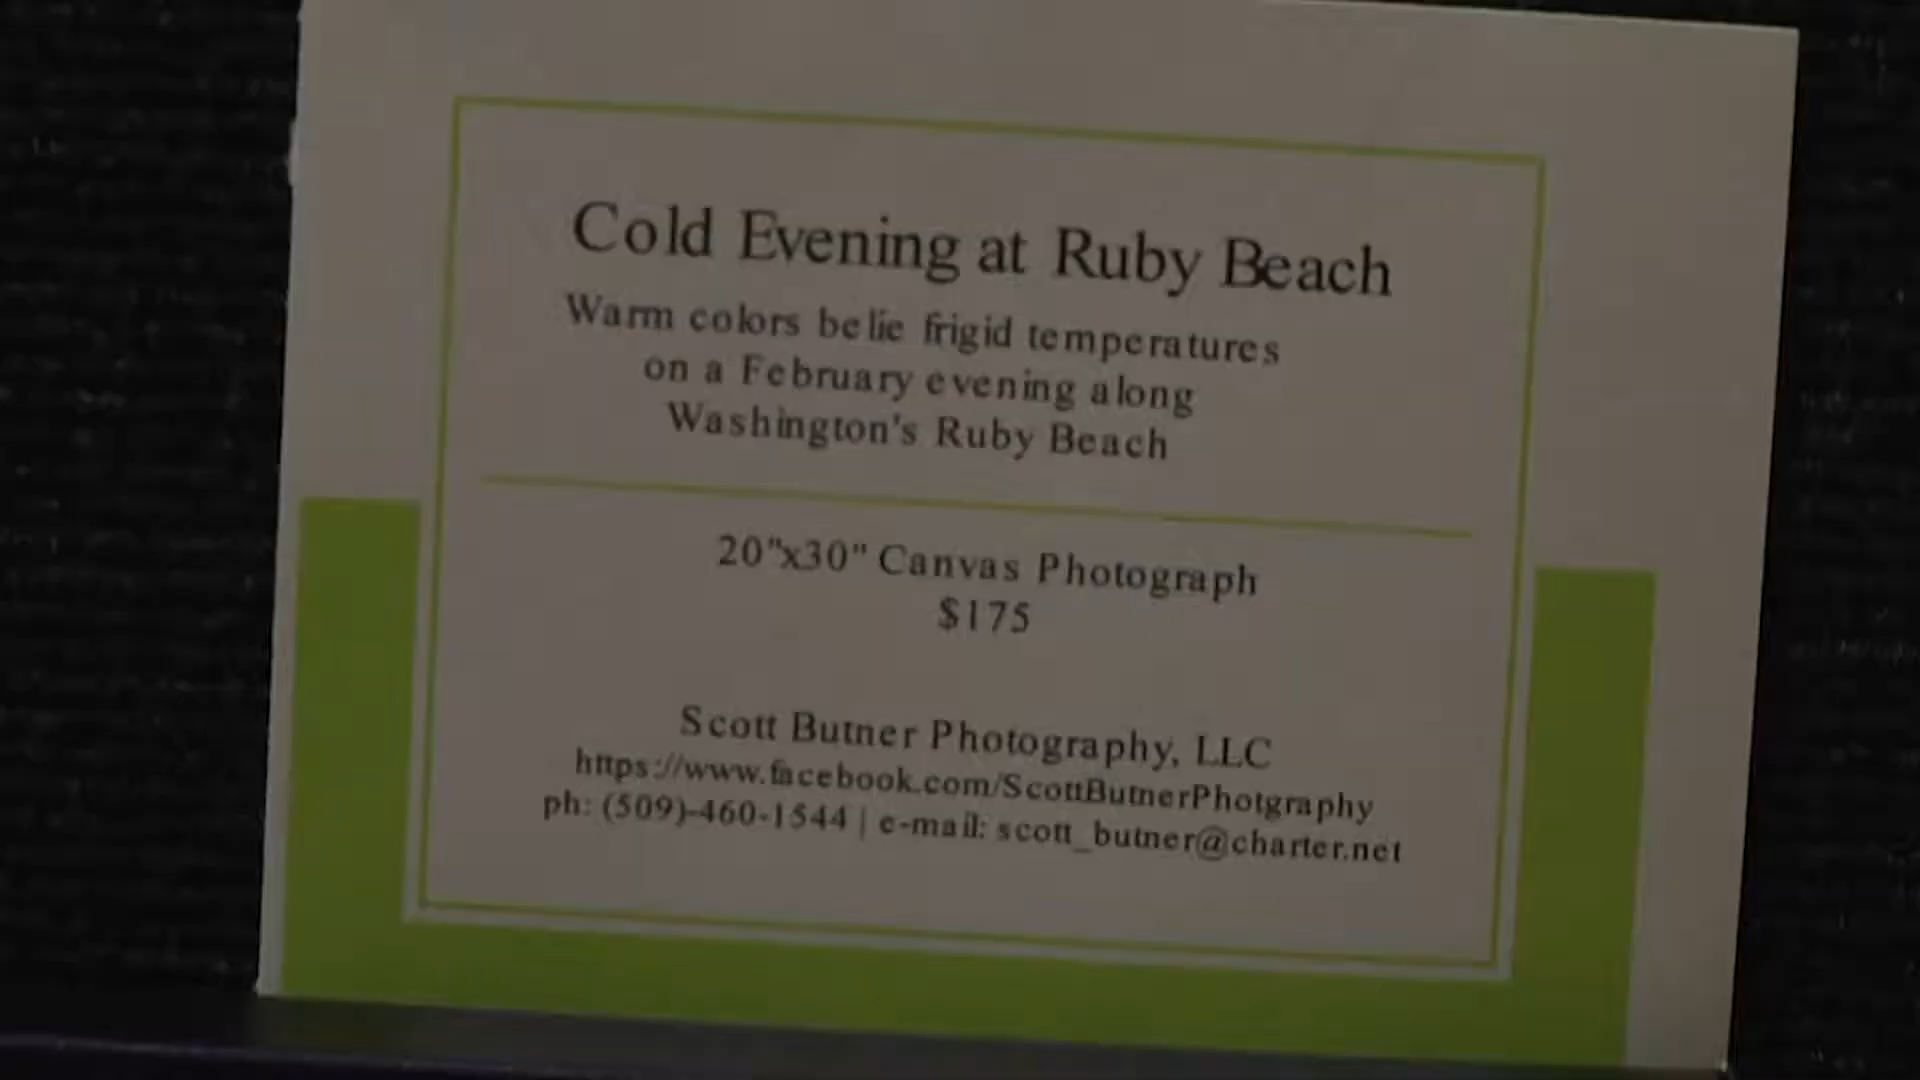 Cold Evening at Ruby Beach
Warm colors belie frigid temperatures
on a February evening along
Washington's Ruby Beach
20"x30" Canvas Photograph
$175
Scott Butner Photography, LLC
https://www.facebook.com/ScottButnerPhotgraphy
ph: (509)-460-1544 | e-mail: scott_butner@charter.net